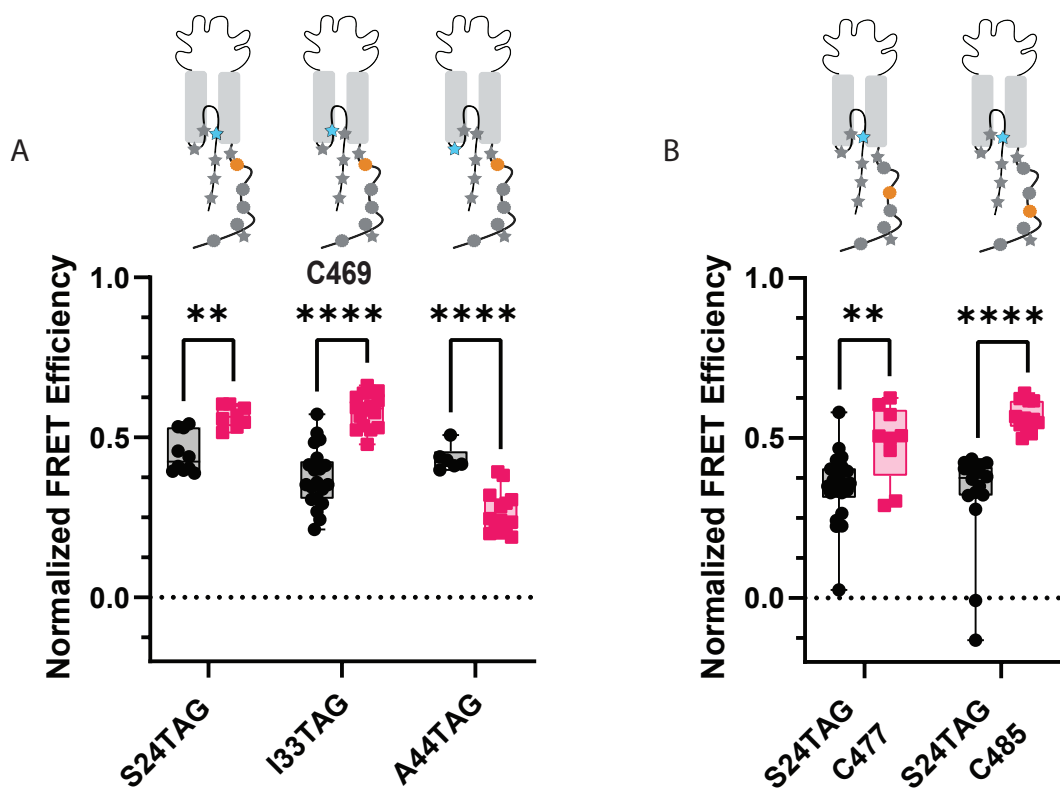 A
B
C469
Normalized FRET Efficiency
1.0
0.5
0.0
**
****
****
S24TAG
I33TAG
A44TAG
Normalized FRET Efficiency
1.0
0.5
0.0
**
****
S24TAG
C477
S24TAG
C485